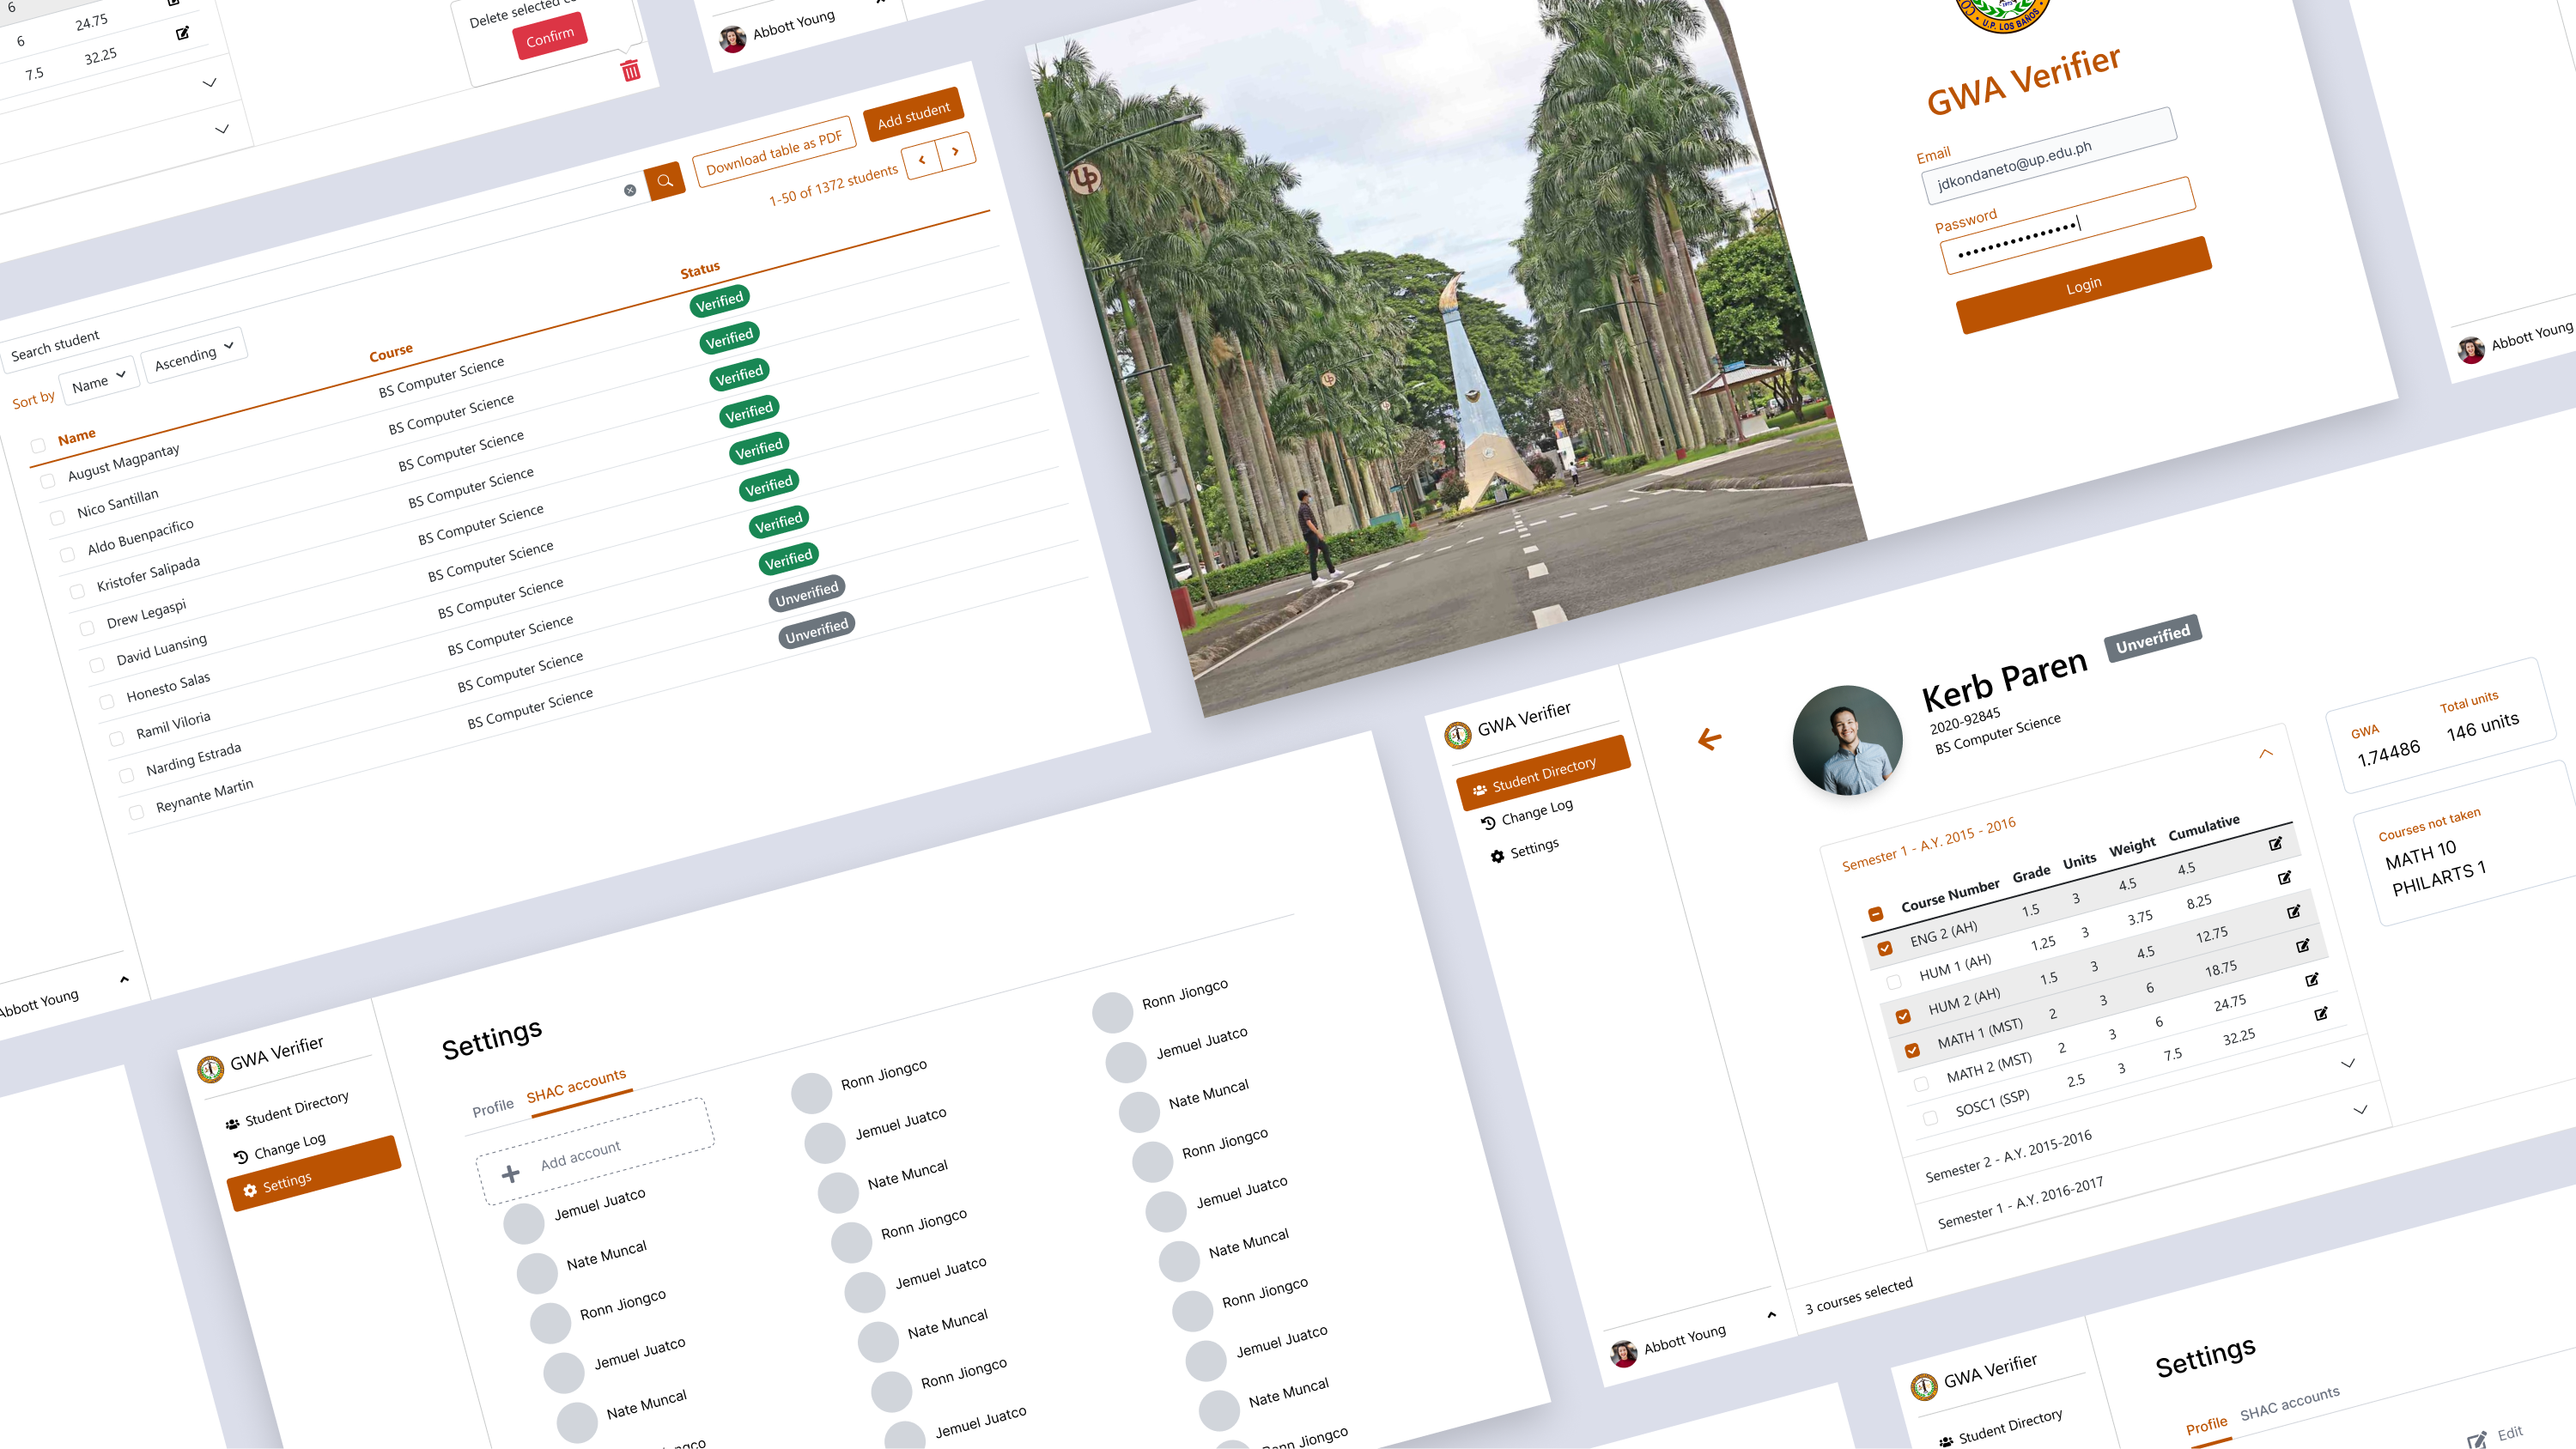 6
6 24.75
7.5 32.25
Delete selected
Confirm
Abbott Young
Download table as PDF
Add student
1-50 of 1372 students
Search student
Sort by Name Ascending
Name Course Status
August Magpantay BS Computer Science Verified
Nico Santillan BS Computer Science Verified
Aldo Buenpacifico BS Computer Science Verified
Kristofer Salipada BS Computer Science Verified
Drew Legaspi BS Computer Science Verified
David Luansing BS Computer Science Verified
Honesto Salas BS Computer Science Verified
Ramil Viloria BS Computer Science Verified
Narding Estrada BS Computer Science Unverified
Reynante Martin BS Computer Science Unverified
Abbott Young
UP
UP
U.P. LOS BAÑOS
GWA Verifier
Email
jdkondaneto@up.edu.ph
Password
Login
Abbott Young
GWA Verifier
Student Directory
Change Log
Settings
Abbott Young
Kerb Paren Unverified
2020-92845
BS Computer Science
GWA
1.74486
Total units
146 units
Courses not taken
MATH 10
PHILARTS 1
Semester 1 - A.Y. 2015 - 2016
Course Number Grade Units Weight Cumulative
ENG 2 (AH) 1.5 3 4.5 4.5
HUM 1 (AH) 1.25 3 3.75 8.25
HUM 2 (AH) 1.5 3 4.5 12.75
MATH 1 (MST) 2 3 6 18.75
MATH 2 (MST) 2 3 6 24.75
SOSC1 (SSP) 2.5 3 7.5 32.25
Semester 2 - A.Y. 2015-2016
Semester 1 - A.Y. 2016-2017
3 courses selected
GWA Verifier
Student Directory
Change Log
Settings
Settings
Profile SHAC accounts
Add account
Jemuel Juatco
Nate Muncal
Ronn Jiongco
Jemuel Juatco
Nate Muncal
Ronn Jiongco
Jemuel Juatco
Nate Muncal
Ronn Jiongco
Jemuel Juatco
Nate Muncal
Ronn Jiongco
Jemuel Juatco
Ronn Jiongco
Jemuel Juatco
Nate Muncal
Ronn Jiongco
Jemuel Juatco
Nate Muncal
Ronn Jiongco
Jemuel Juatco
Nate Muncal
Ronn Jiongco
GWA Verifier
Student Directory
Settings
Profile SHAC accounts
Edit